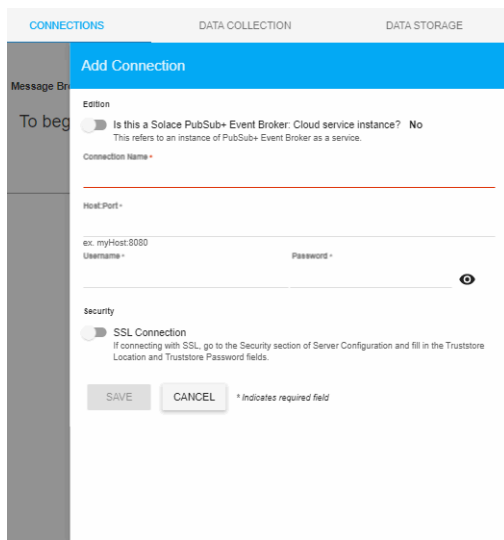 CONNECTIONS DATA COLLECTION DATA STORAGE
Add Connection
Message Br
To beg
Edition
Is this a Solace PubSub+ Event Broker: Cloud service instance? No
This refers to an instance of PubSub+ Event Broker as a service.
Connection Name *
Host:Port *
ex. myHost:8080
Username * Password *
Security
SSL Connection
If connecting with SSL, go to the Security section of Server Configuration and fill in the Truststore
Location and Truststore Password fields.
SAVE CANCEL * Indicates required field